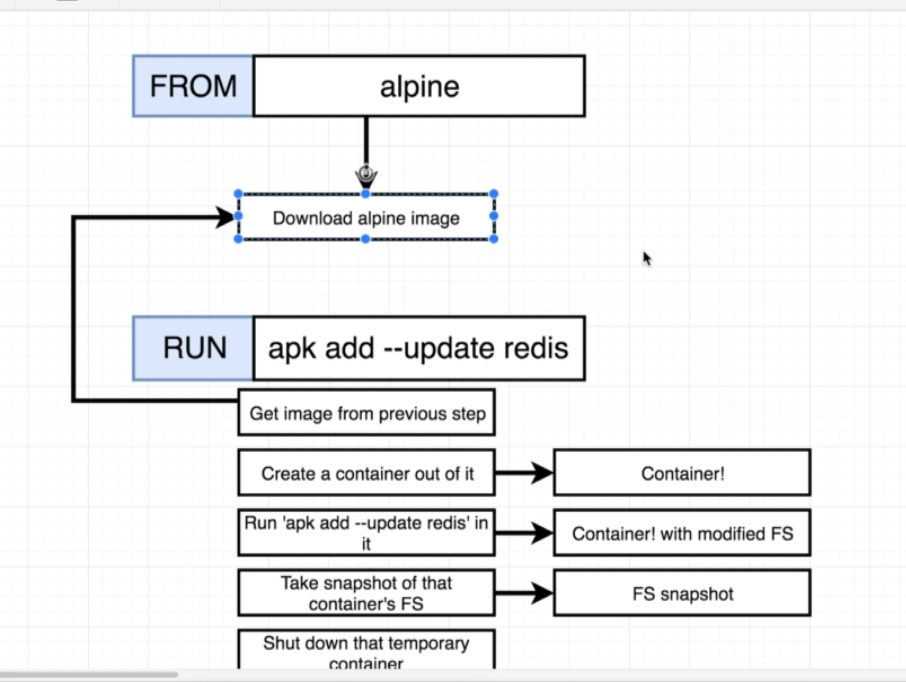 FROM alpine
Download alpine image
RUN apk add --update redis
Get image from previous step
Create a container out of it
Container!
Run 'apk add --update redis' in
it
Container! with modified FS
Take snapshot of that
container's FS
FS snapshot
Shut down that temporary
container